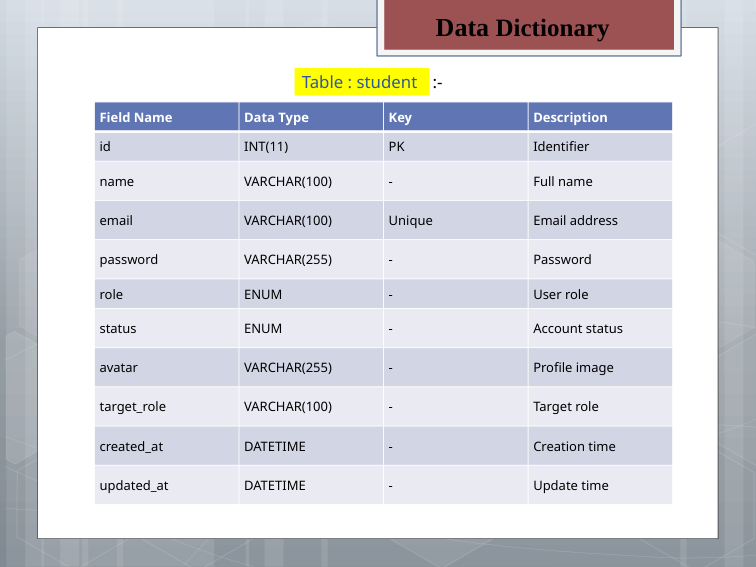 Data Dictionary
Table : student :-
Field Name Data Type Key Description
id INT(11) PK Identifier
name VARCHAR(100) - Full name
email VARCHAR(100) Unique Email address
password VARCHAR(255) - Password
role ENUM - User role
status ENUM - Account status
avatar VARCHAR(255) - Profile image
target_role VARCHAR(100) - Target role
created_at DATETIME - Creation time
updated_at DATETIME - Update time